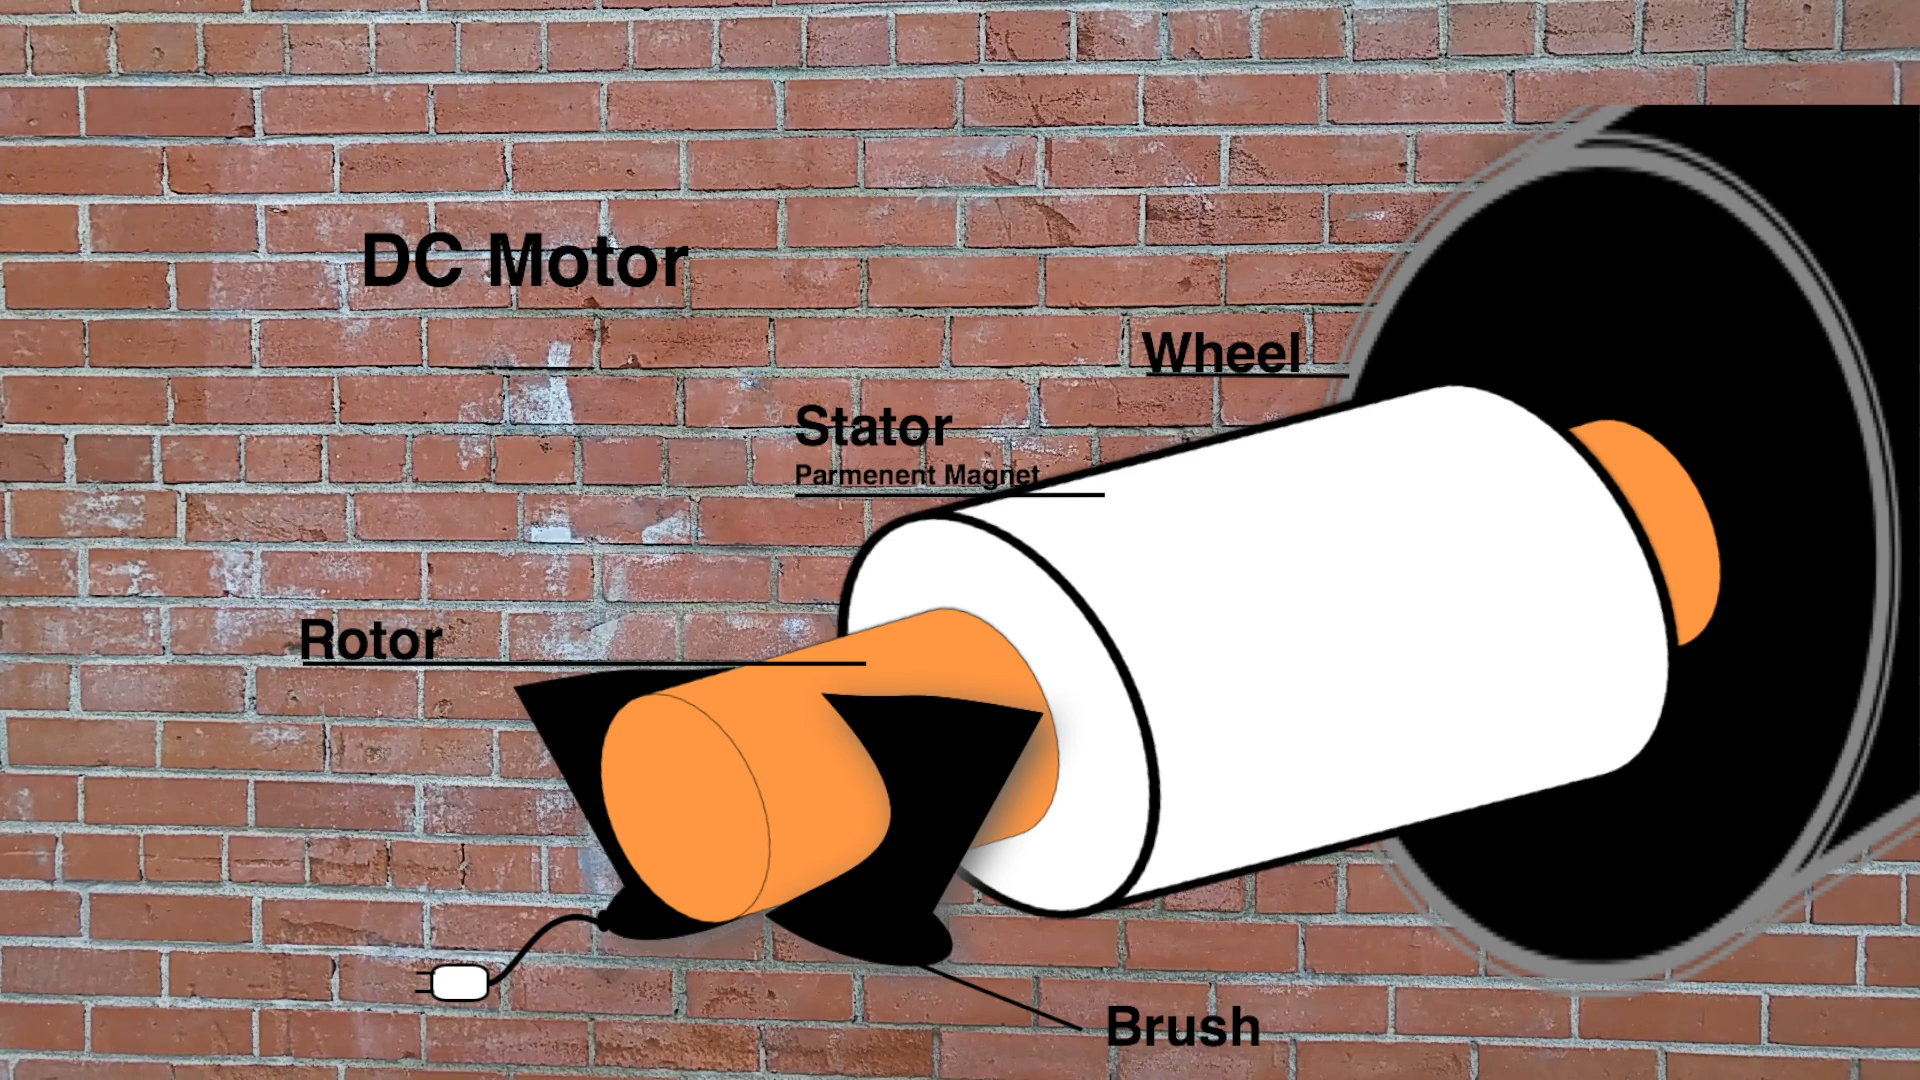 DC Motor
Wheel
Stator
Parmenent Magnet
Rotor
Brush